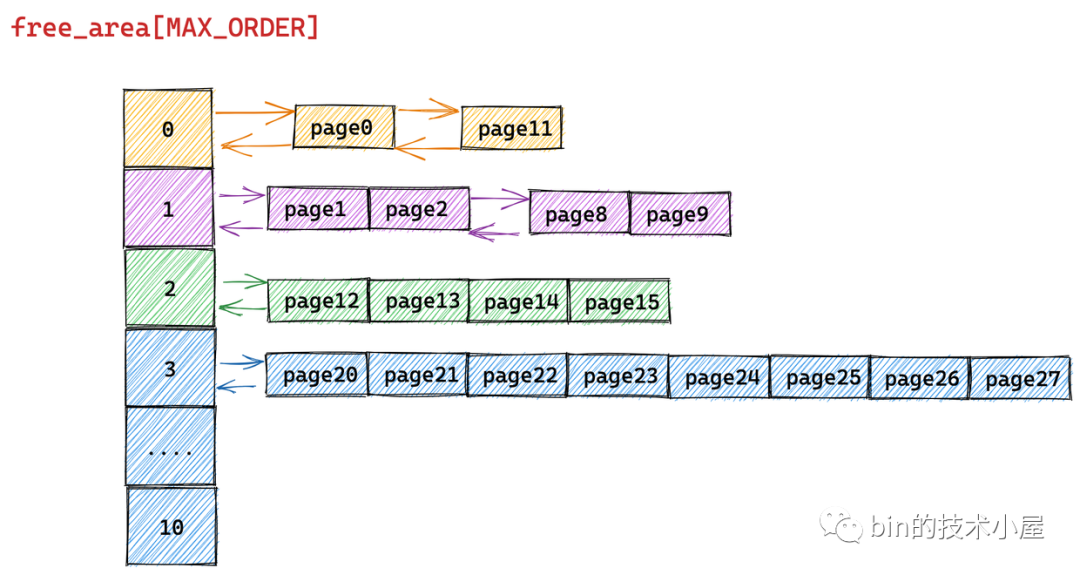 free_area[MAX_ORDER]
0 page0 page11
1 page1 page2 page8 page9
2 page12 page13 page14 page15
3 page20 page21 page22 page23 page24 page25 page26 page27
....
10
bin的技术小屋